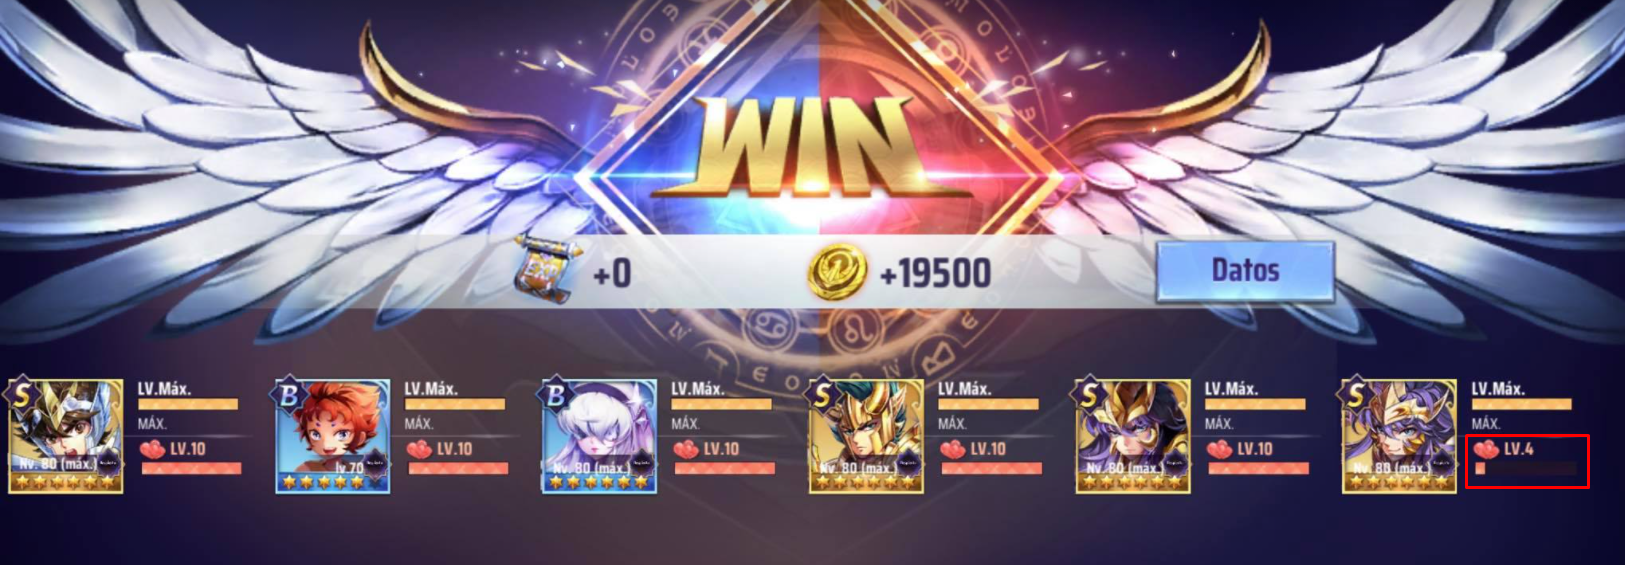 WIN
+0
+19500
Datos
S
LV.Máx.
MÁX.
LV.10
Nv. 80 (máx.)
B
LV.Máx.
MÁX.
LV.10
lv 70
B
LV.Máx.
MÁX.
LV.10
Nv. 80 (máx.)
S
LV.Máx.
MÁX.
LV.10
Nv. 80 (máx.)
S
LV.Máx.
MÁX.
LV.10
Nv. 80 (máx.)
S
LV.Máx.
MÁX.
LV.4
Nv. 80 (máx.)